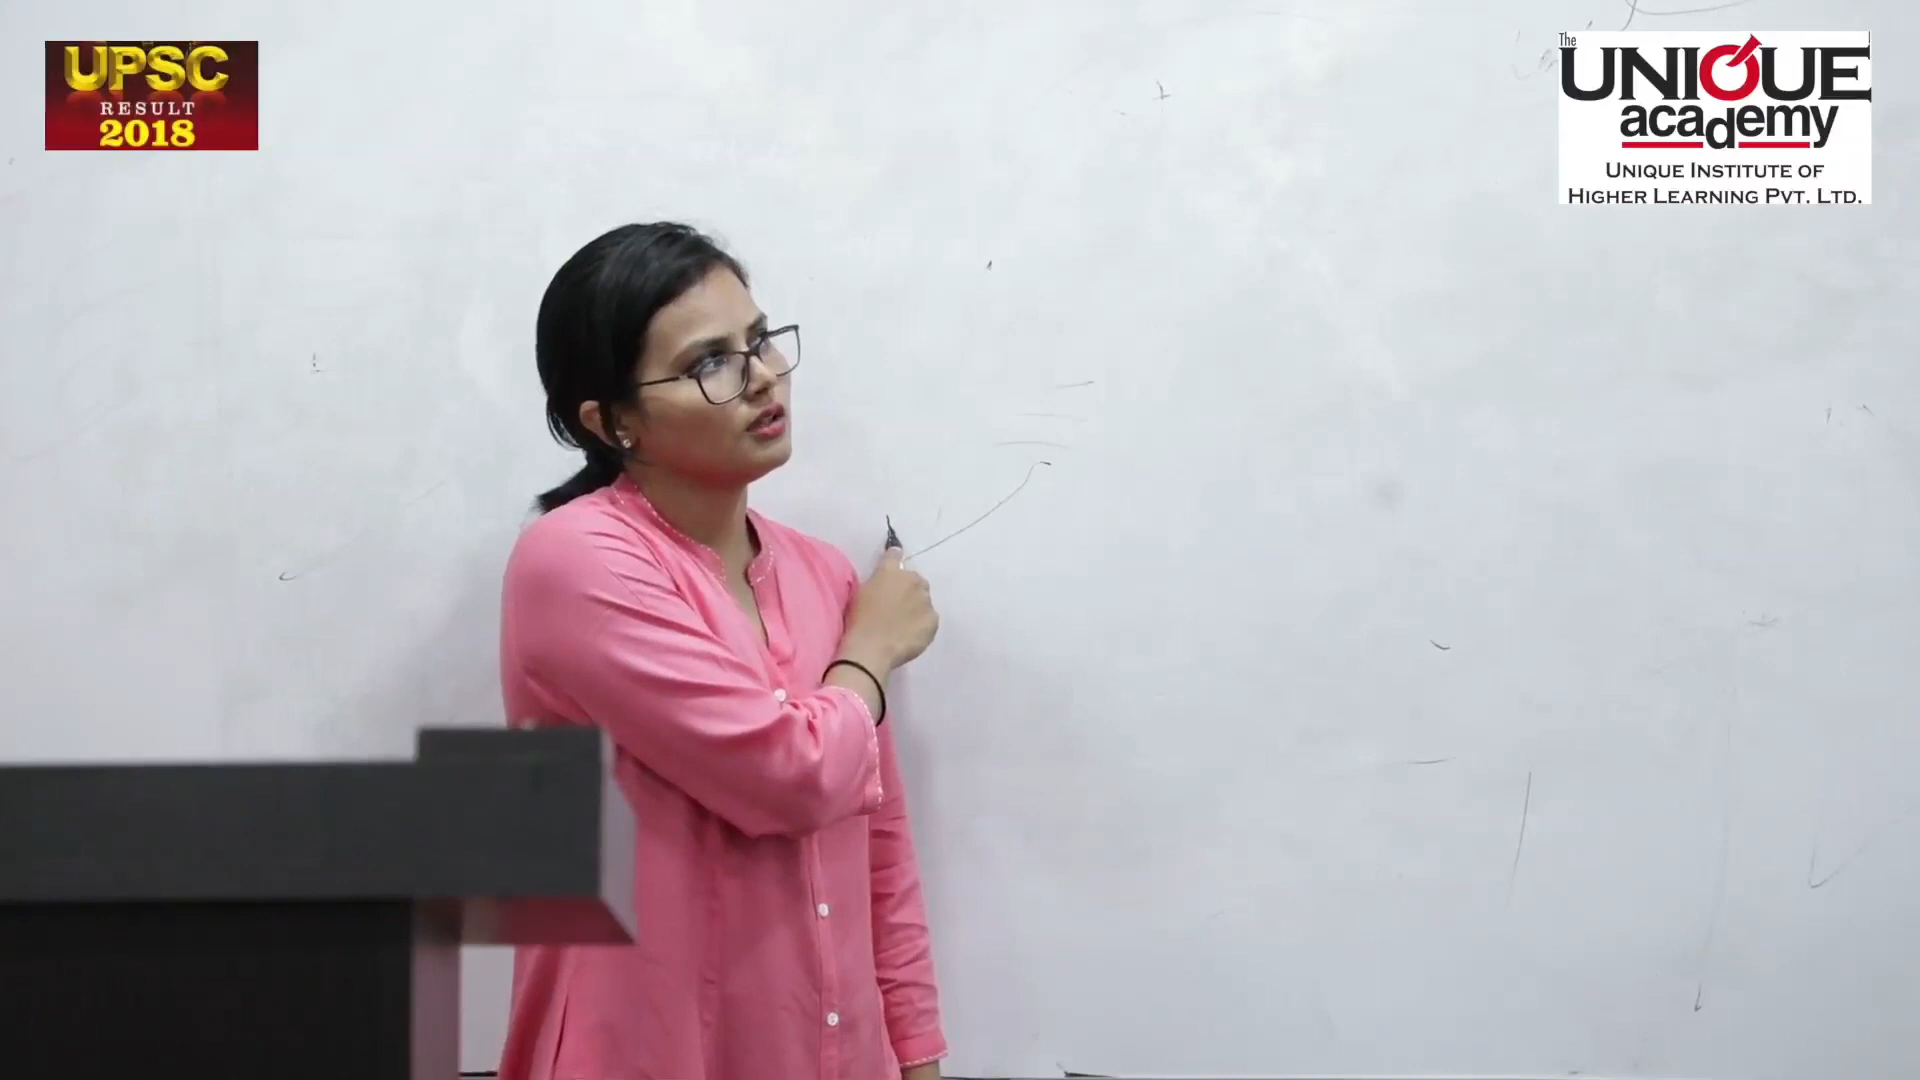 UPSC
RESULT
2018
The
UNIQUE
academy
UNIQUE INSTITUTE OF
HIGHER LEARNING PVT. LTD.